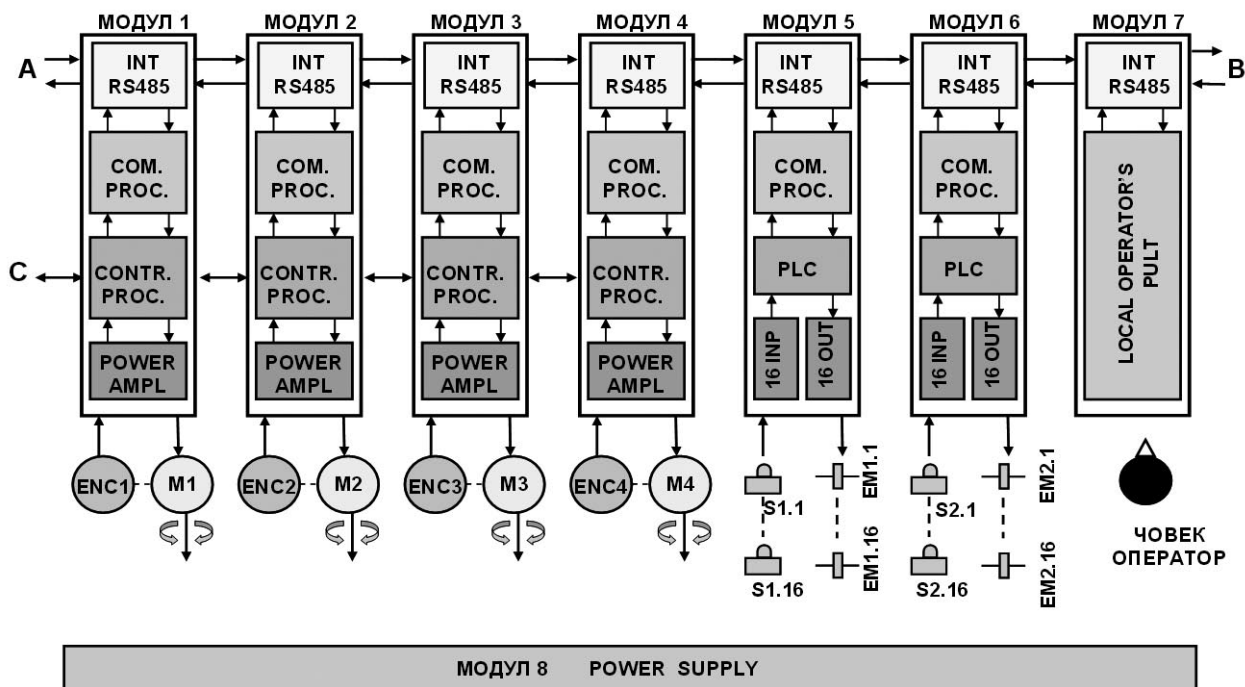 МОДУЛ 1
МОДУЛ 2
МОДУЛ 3
МОДУЛ 4
МОДУЛ 5
МОДУЛ 6
МОДУЛ 7
A
INT
RS485
INT
RS485
INT
RS485
INT
RS485
INT
RS485
INT
RS485
INT
RS485
B
COM.
PROC.
COM.
PROC.
COM.
PROC.
COM.
PROC.
COM.
PROC.
COM.
PROC.
LOCAL OPERATOR'S
PULT
C
CONTR.
PROC.
CONTR.
PROC.
CONTR.
PROC.
CONTR.
PROC.
PLC
PLC
POWER
AMPL
POWER
AMPL
POWER
AMPL
POWER
AMPL
16 INP
16 OUT
16 INP
16 OUT
ENC1
M1
ENC2
M2
ENC3
M3
ENC4
M4
S1.1
EM1.1
S2.1
EM2.1
S1.16
EM1.16
S2.16
EM2.16
ЧОВЕК
ОПЕРАТОР
МОДУЛ 8 POWER SUPPLY